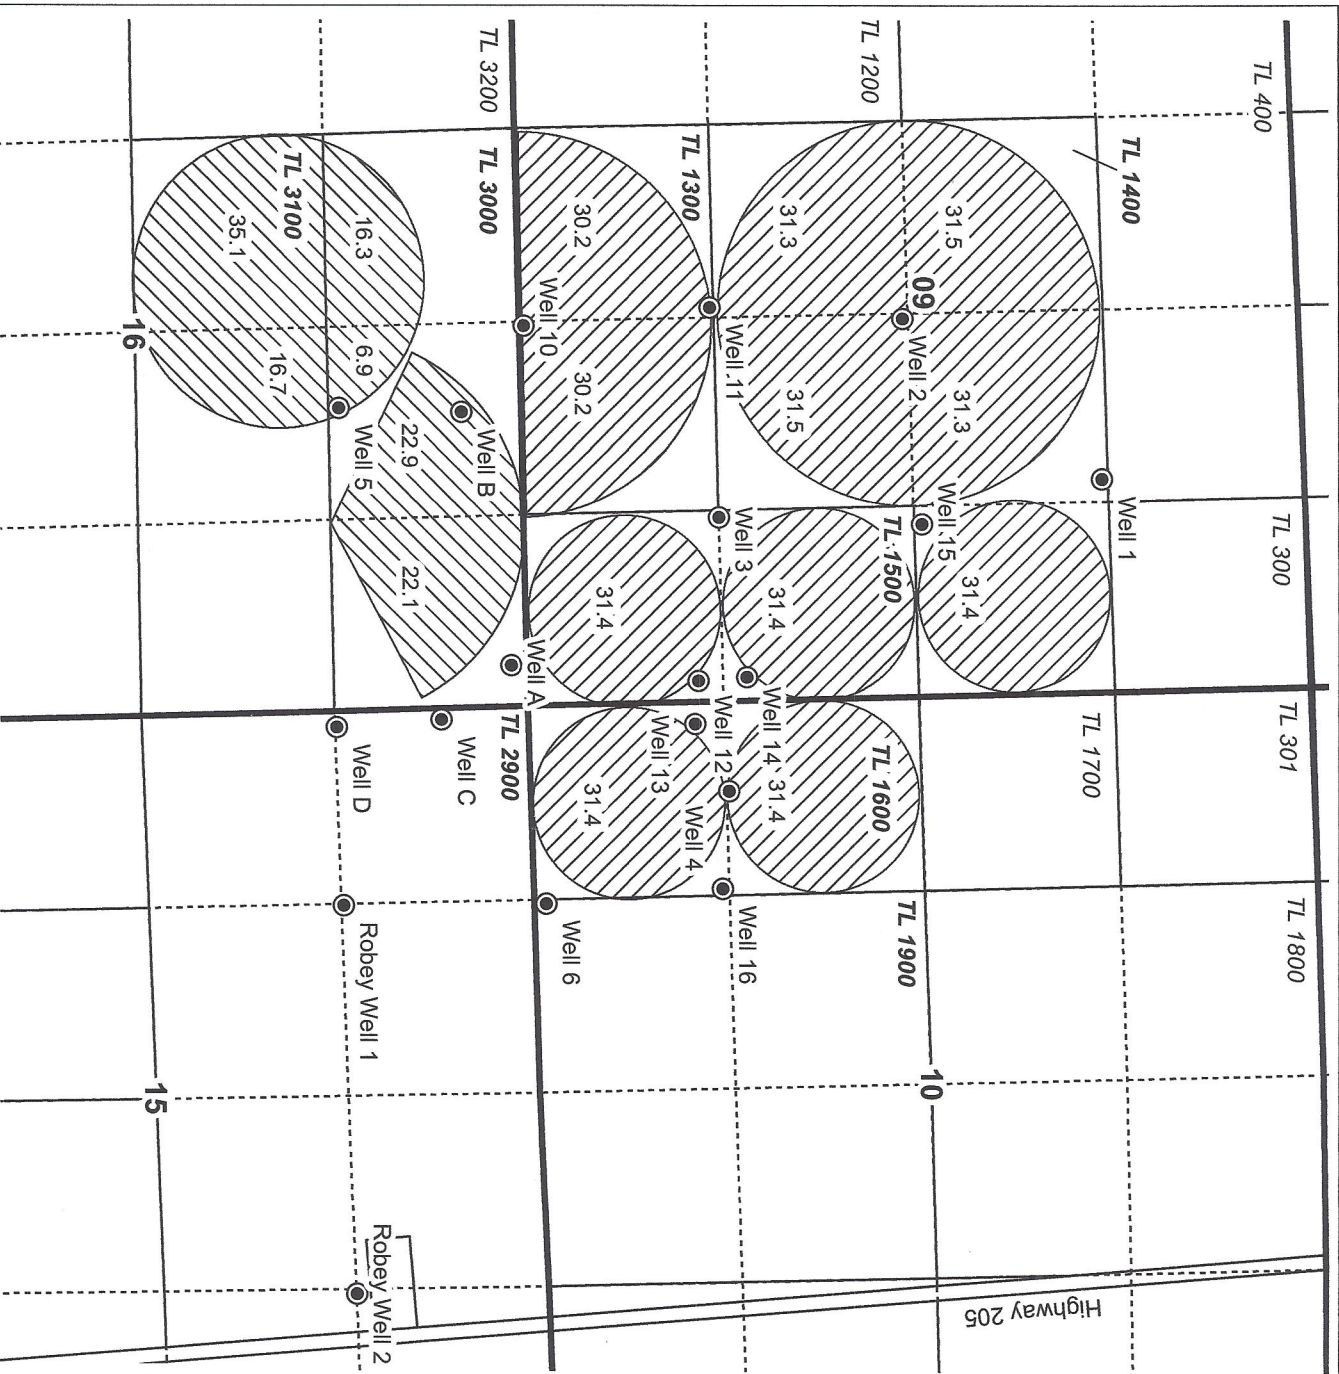 TL 400
TL 300
TL 301
TL 1800
TL 1400
Well 1
TL 1700
Highway 205
31.5
31.3
31.4
09
Well 2
Well 15
10
TL 1200
TL 1500
TL 1600
TL 1900
31.3
31.5
31.4
31.4
Well 14
Well 11
Well 3
Well 12
Well 16
TL 1300
Well 13
Well 4
30.2
30.2
31.4
31.4
Well 10
Well A
Well 6
TL 3200
TL 3000
Well B
TL 2900
Well C
22.9
22.1
16.3
6.9
Well 5
Well D
Robey Well 1
Robey Well 2
TL 3100
35.1
16.7
16
15